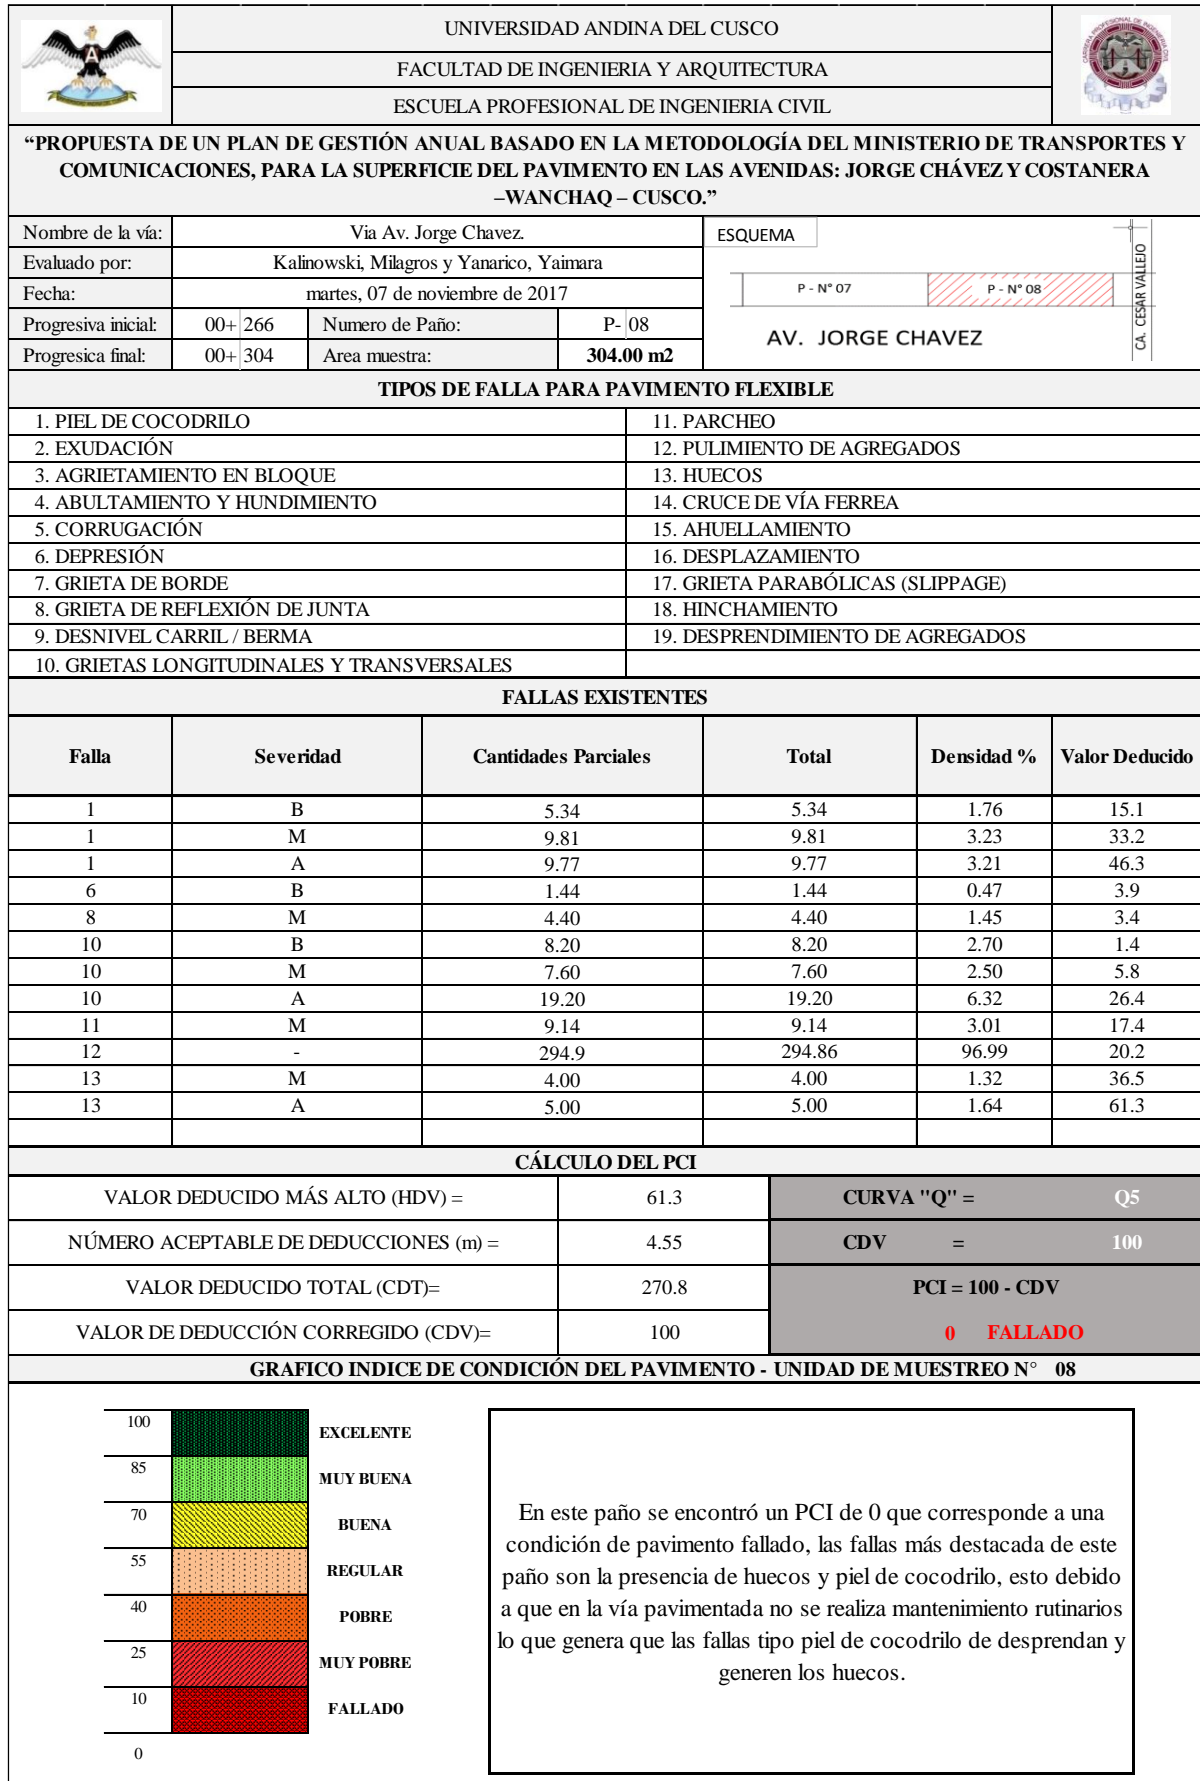 UNIVERSIDAD ANDINA DEL CUSCO
FACULTAD DE INGENIERIA Y ARQUITECTURA
ESCUELA PROFESIONAL DE INGENIERIA CIVIL
“PROPUESTA DE UN PLAN DE GESTIÓN ANUAL BASADO EN LA METODOLOGÍA DEL MINISTERIO DE TRANSPORTES Y
COMUNICACIONES, PARA LA SUPERFICIE DEL PAVIMENTO EN LAS AVENIDAS: JORGE CHÁVEZ Y COSTANERA
–WANCHAQ – CUSCO.”
Nombre de la vía: Via Av. Jorge Chavez.
Evaluado por: Kalinowski, Milagros y Yanarico, Yaimara
Fecha: martes, 07 de noviembre de 2017
Progresiva inicial: 00+ 266 Numero de Paño: P- 08
Progresica final: 00+ 304 Area muestra: 304.00 m2
ESQUEMA
P - N° 07 P - N° 08
AV. JORGE CHAVEZ
CA. CESAR VALLEJO
TIPOS DE FALLA PARA PAVIMENTO FLEXIBLE
1. PIEL DE COCODRILO 11. PARCHEO
2. EXUDACIÓN 12. PULIMIENTO DE AGREGADOS
3. AGRIETAMIENTO EN BLOQUE 13. HUECOS
4. ABULTAMIENTO Y HUNDIMIENTO 14. CRUCE DE VÍA FERREA
5. CORRUGACIÓN 15. AHUELLAMIENTO
6. DEPRESIÓN 16. DESPLAZAMIENTO
7. GRIETA DE BORDE 17. GRIETA PARABÓLICAS (SLIPPAGE)
8. GRIETA DE REFLEXIÓN DE JUNTA 18. HINCHAMIENTO
9. DESNIVEL CARRIL / BERMA 19. DESPRENDIMIENTO DE AGREGADOS
10. GRIETAS LONGITUDINALES Y TRANSVERSALES
FALLAS EXISTENTES
Falla Severidad Cantidades Parciales Total Densidad % Valor Deducido
1 B 5.34 5.34 1.76 15.1
1 M 9.81 9.81 3.23 33.2
1 A 9.77 9.77 3.21 46.3
6 B 1.44 1.44 0.47 3.9
8 M 4.40 4.40 1.45 3.4
10 B 8.20 8.20 2.70 1.4
10 M 7.60 7.60 2.50 5.8
10 A 19.20 19.20 6.32 26.4
11 M 9.14 9.14 3.01 17.4
12 - 294.9 294.86 96.99 20.2
13 M 4.00 4.00 1.32 36.5
13 A 5.00 5.00 1.64 61.3
CÁLCULO DEL PCI
VALOR DEDUCIDO MÁS ALTO (HDV) = 61.3 CURVA "Q" = Q5
NÚMERO ACEPTABLE DE DEDUCCIONES (m) = 4.55 CDV = 100
VALOR DEDUCIDO TOTAL (CDT)= 270.8 PCI = 100 - CDV
VALOR DE DEDUCCIÓN CORREGIDO (CDV)= 100 0 FALLADO
GRAFICO INDICE DE CONDICIÓN DEL PAVIMENTO - UNIDAD DE MUESTREO N° 08
100
EXCELENTE
85
MUY BUENA
70
BUENA
55
REGULAR
40
POBRE
25
MUY POBRE
10
FALLADO
0
En este paño se encontró un PCI de 0 que corresponde a una
condición de pavimento fallado, las fallas más destacada de este
paño son la presencia de huecos y piel de cocodrilo, esto debido
a que en la vía pavimentada no se realiza mantenimiento rutinarios
lo que genera que las fallas tipo piel de cocodrilo de desprendan y
generen los huecos.